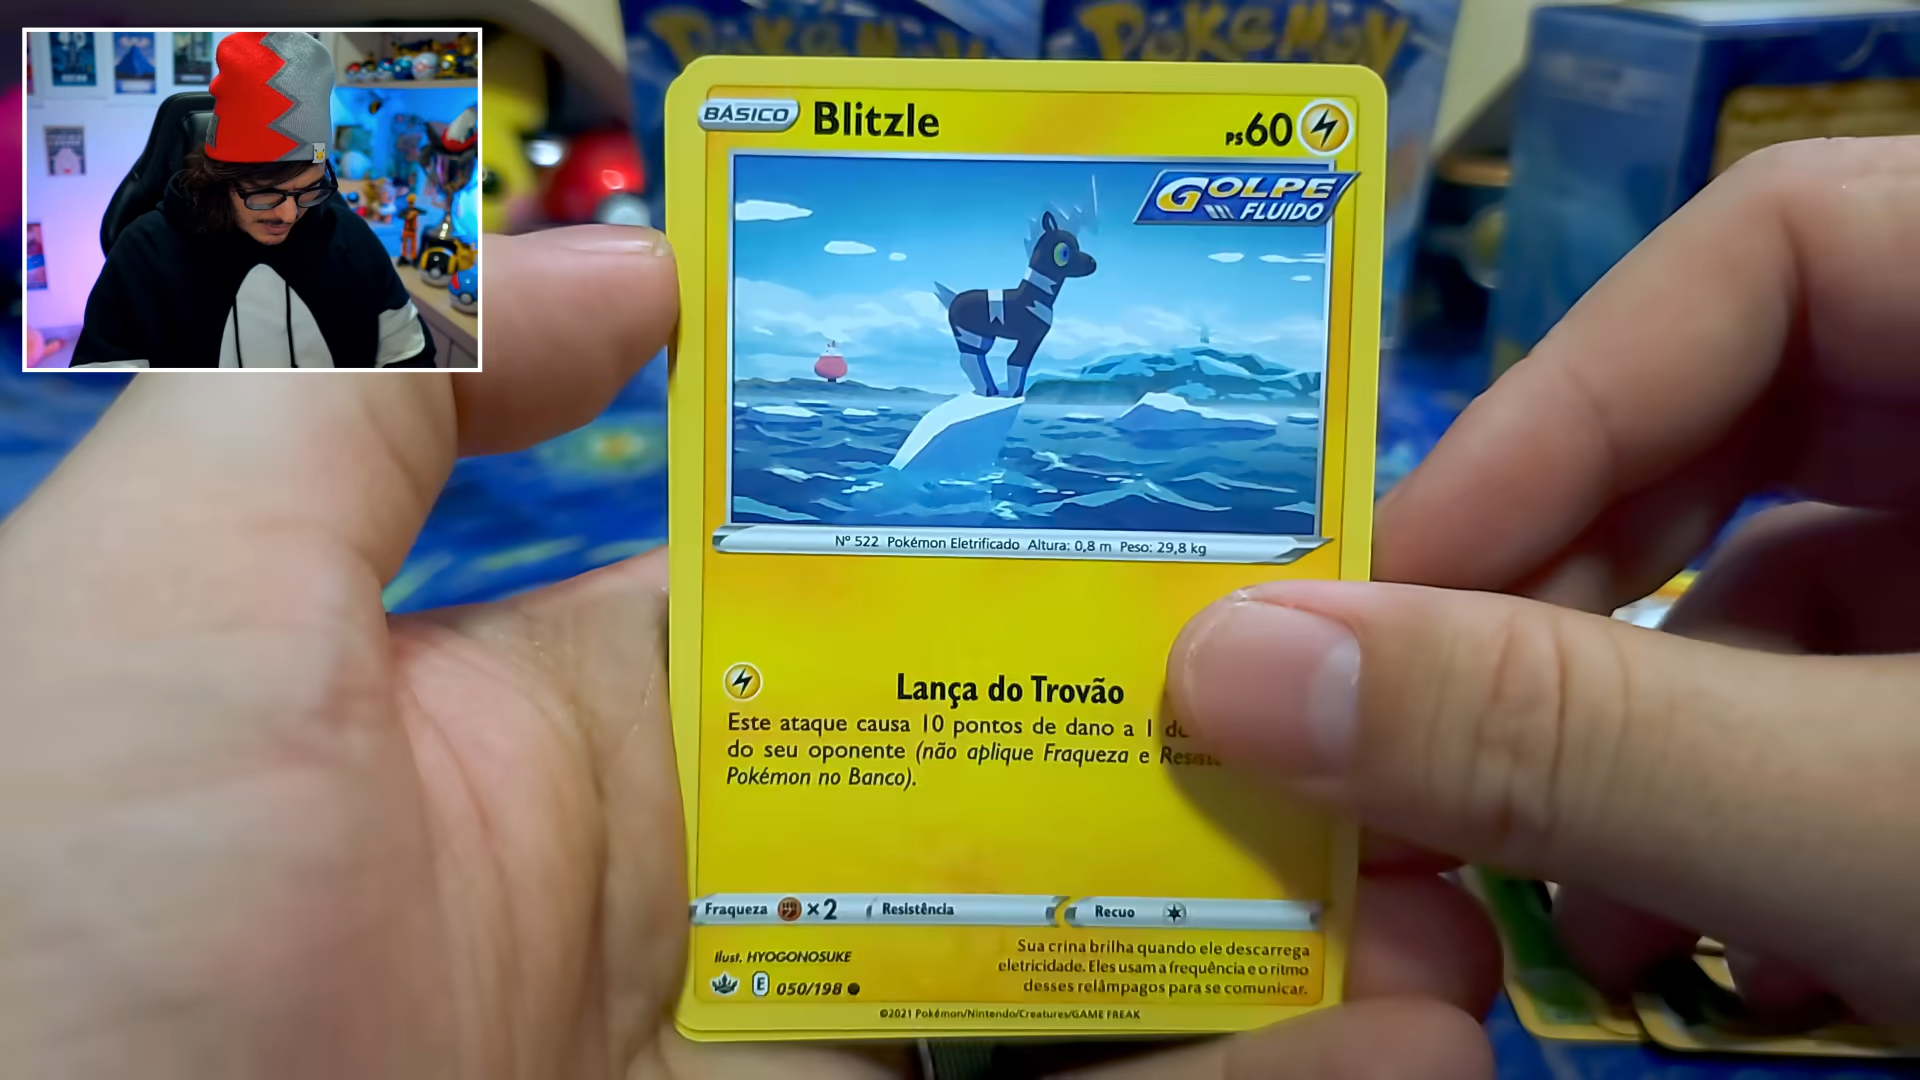 POKÉMON
POKÉMON
BÁSICO
Blitzle
PS60
GOLPE
FLUIDO
Nº 522 Pokémon Eletrificado Altura: 0,8 m Peso: 29,8 kg
Lança do Trovão
Este ataque causa 10 pontos de dano a 1
do seu oponente (não aplique Fraqueza e
Pokémon no Banco).
Fraqueza ×2 Resistência Recuo
Ilust. HYOGONOSUKE
E 050/198
Sua crina brilha quando ele descarrega
eletricidade. Eles usam a frequência e o ritmo
desses relâmpagos para se comunicar.
©2021 Pokémon/Nintendo/Creatures/GAME FREAK